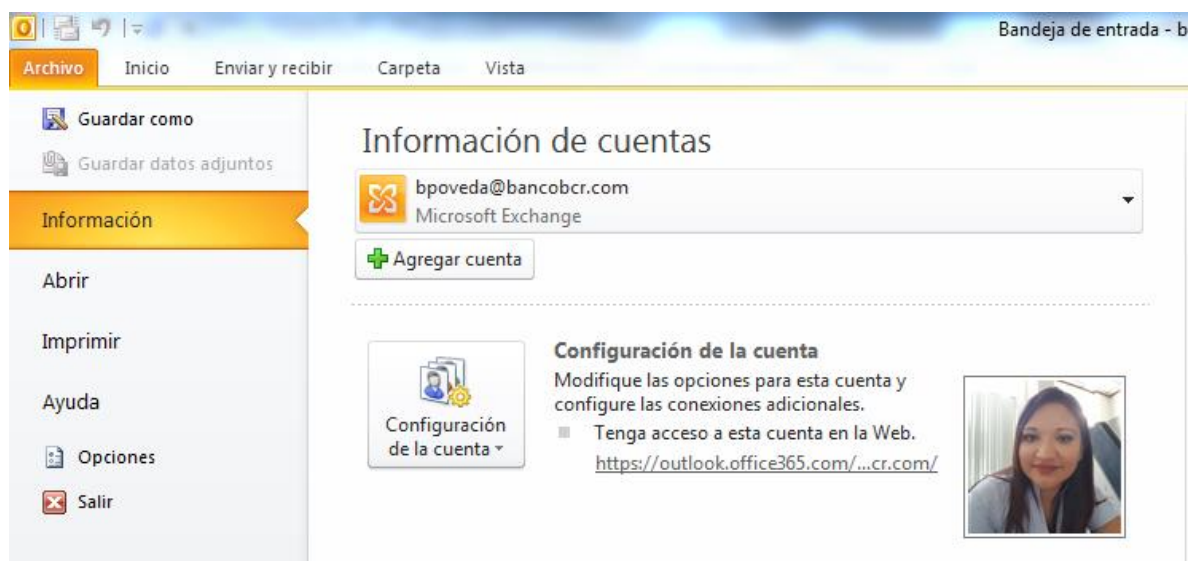 Bandeja de entrada - b
Archivo Inicio Enviar y recibir Carpeta Vista
Guardar como
Guardar datos adjuntos
Información
Abrir
Imprimir
Ayuda
Opciones
Salir
Información de cuentas
bpoveda@bancobcr.com
Microsoft Exchange
Agregar cuenta
Configuración
de la cuenta
Configuración de la cuenta
Modifique las opciones para esta cuenta y
configure las conexiones adicionales.
Tenga acceso a esta cuenta en la Web.
https://outlook.office365.com/...cr.com/